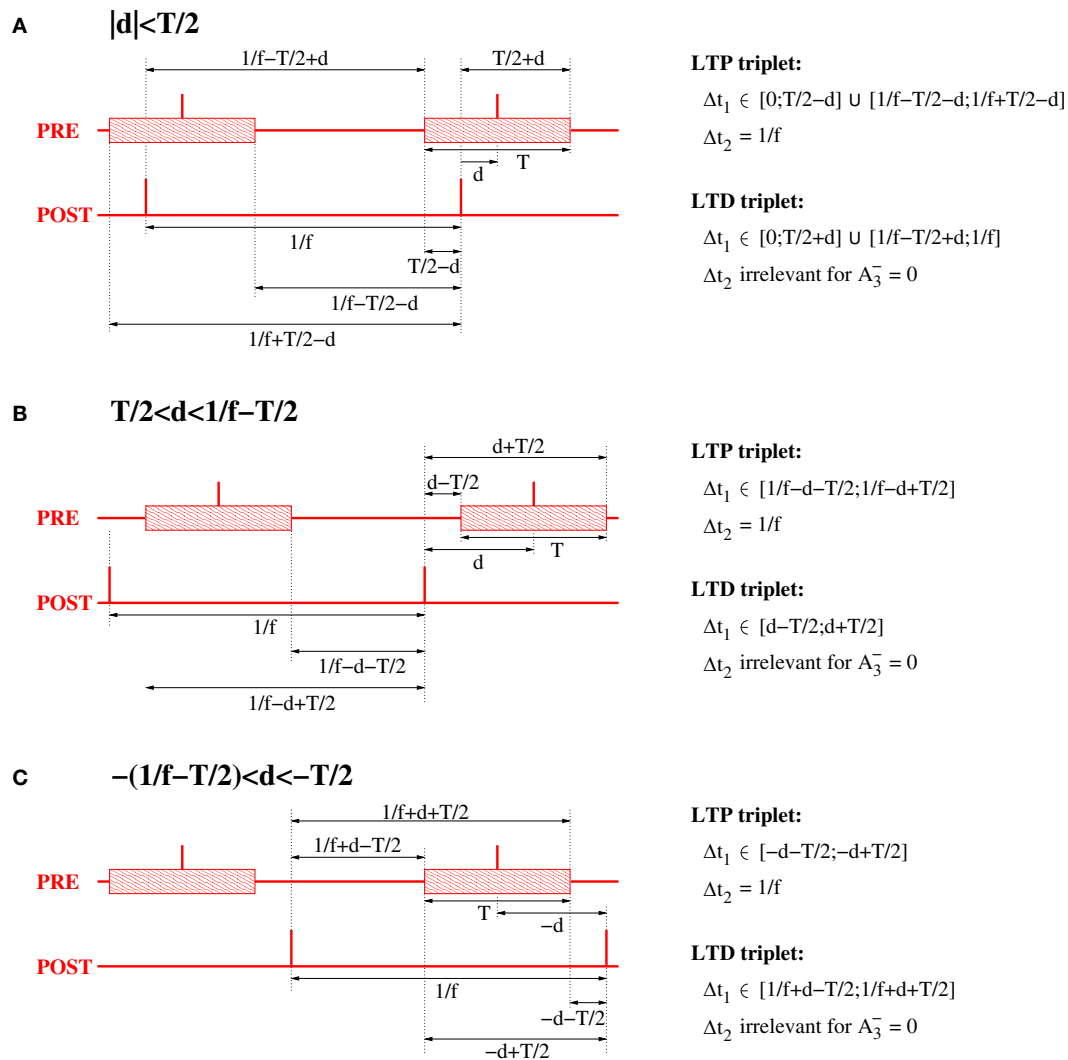 A |d|<T/2
1/f−T/2+d
T/2+d
PRE
T
d
POST
1/f
T/2−d
1/f−T/2−d
1/f+T/2−d
LTP triplet:
Δt1 ∈ [0;T/2−d] ∪ [1/f−T/2−d;1/f+T/2−d]
Δt2 = 1/f
LTD triplet:
Δt1 ∈ [0;T/2+d] ∪ [1/f−T/2+d;1/f]
Δt2 irrelevant for A3− = 0
B T/2<d<1/f−T/2
d+T/2
d−T/2
PRE
T
d
POST
1/f
1/f−d−T/2
1/f−d+T/2
LTP triplet:
Δt1 ∈ [1/f−d−T/2;1/f−d+T/2]
Δt2 = 1/f
LTD triplet:
Δt1 ∈ [d−T/2;d+T/2]
Δt2 irrelevant for A3− = 0
C −(1/f−T/2)<d<−T/2
1/f+d+T/2
1/f+d−T/2
PRE
T
−d
POST
1/f
−d−T/2
−d+T/2
LTP triplet:
Δt1 ∈ [−d−T/2;−d+T/2]
Δt2 = 1/f
LTD triplet:
Δt1 ∈ [1/f+d−T/2;1/f+d+T/2]
Δt2 irrelevant for A3− = 0